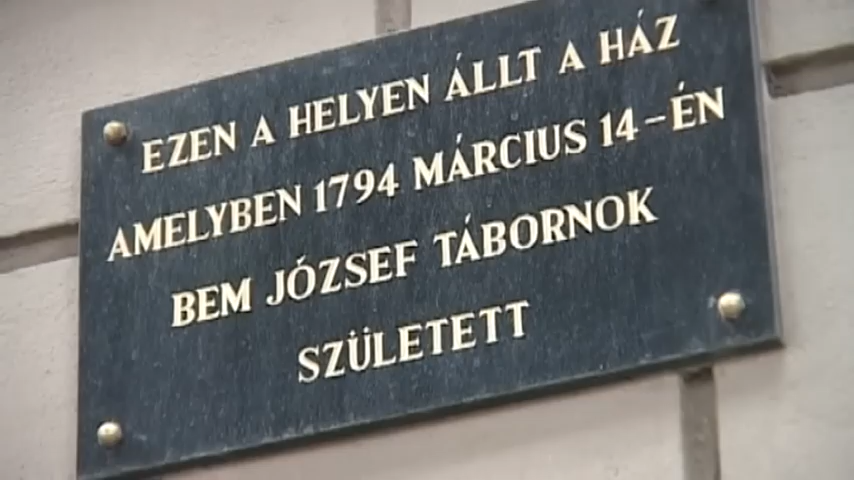 EZEN A HELYEN ÁLLT A HÁZ
AMELYBEN 1794 MÁRCIUS 14-ÉN
BEM JÓZSEF TÁBORNOK
SZÜLETETT